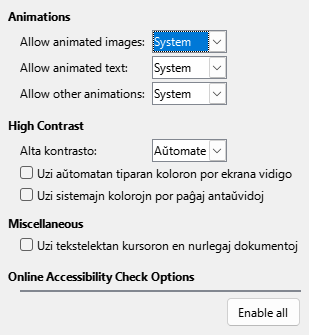 Animations
Allow animated images: System
Allow animated text: System
Allow other animations: System
High Contrast
Alta kontrasto: Aŭtomate
Uzi aŭtomatan tiparan koloron por ekrana vidigo
Uzi sistemajn kolorojn por paĝaj antaŭvidoj
Miscellaneous
Uzi tekstelektan kursoron en nurlegaj dokumentoj
Online Accessibility Check Options
Enable all